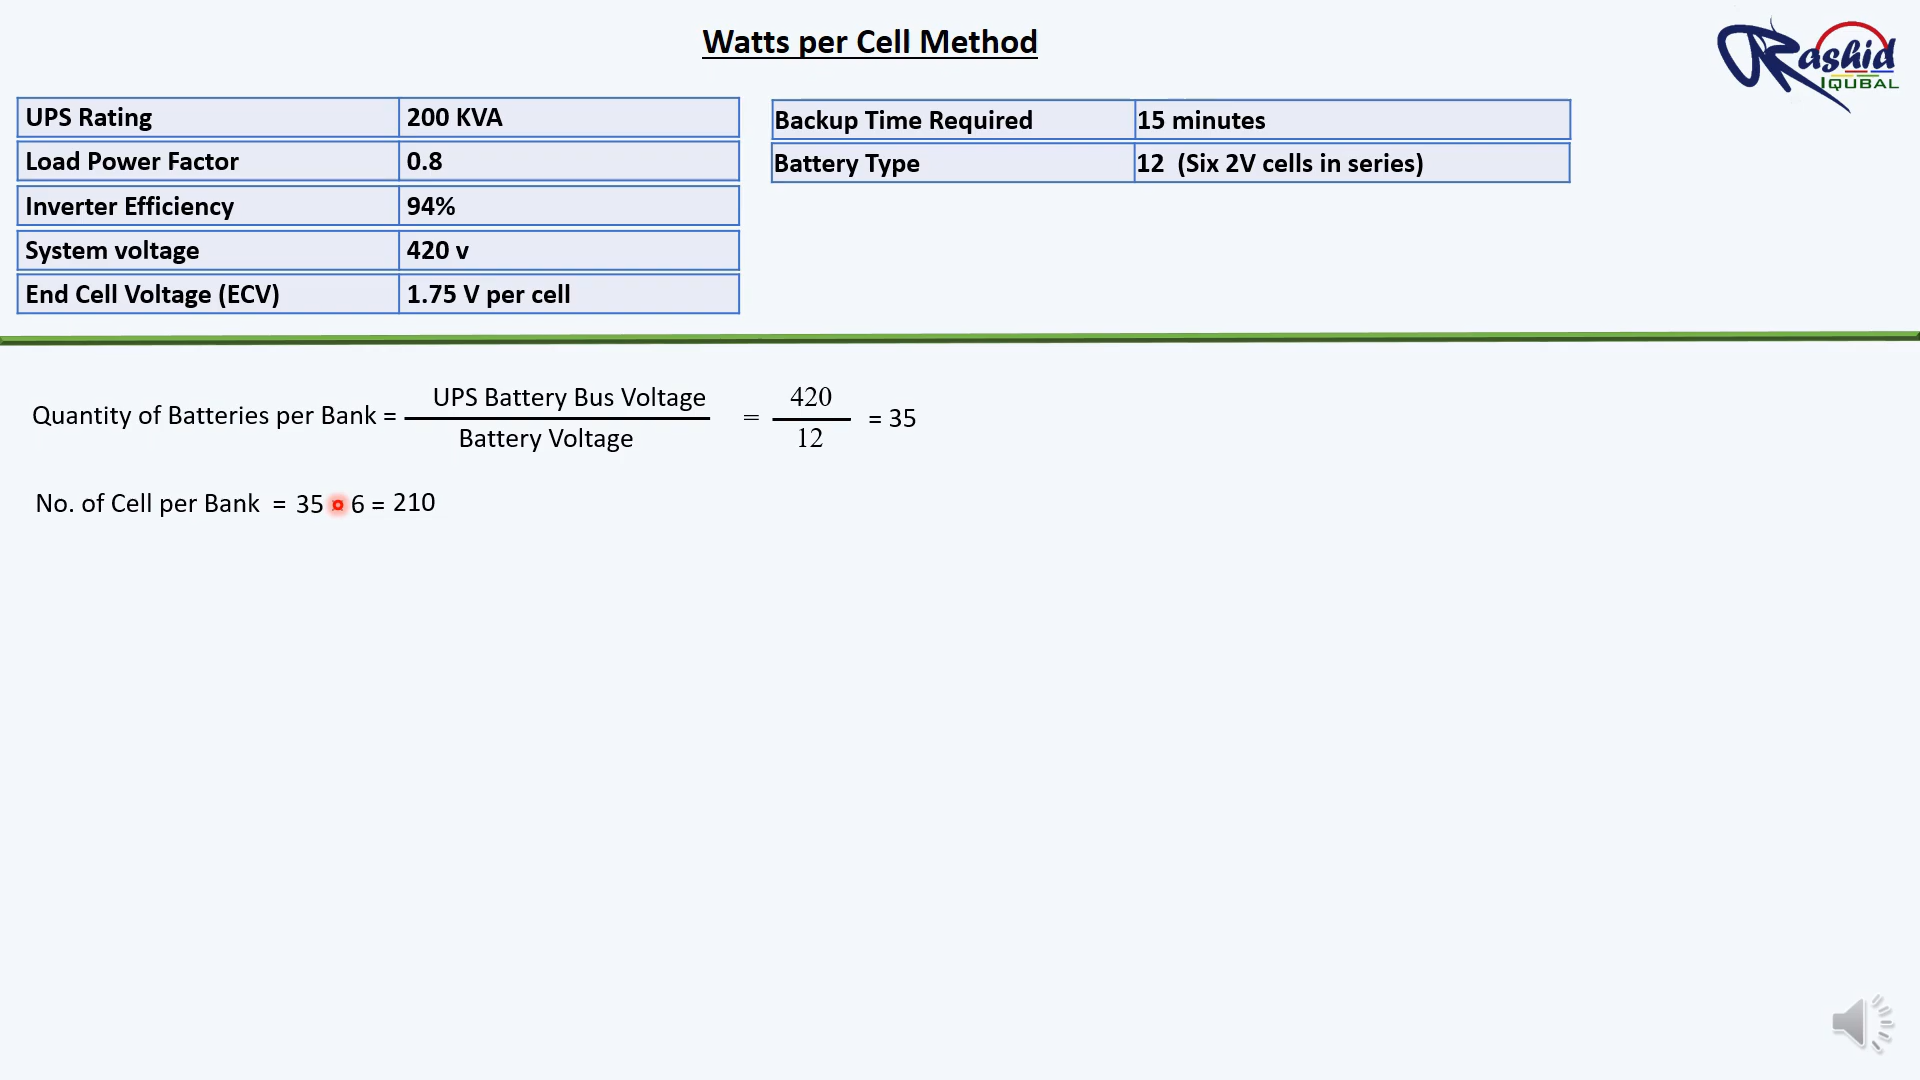 Watts per Cell Method
Rashid
IQUBAL
UPS Rating 200 KVA
Load Power Factor 0.8
Inverter Efficiency 94%
System voltage 420 v
End Cell Voltage (ECV) 1.75 V per cell
Backup Time Required 15 minutes
Battery Type 12 (Six 2V cells in series)
Quantity of Batteries per Bank = UPS Battery Bus Voltage / Battery Voltage = 420 / 12 = 35
No. of Cell per Bank = 35 6 = 210